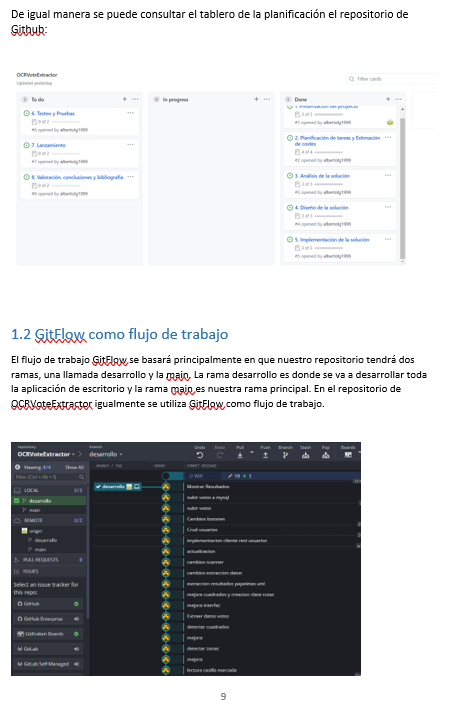 De igual manera se puede consultar el tablero de la planificación el repositorio de
Github:
OCRVoteExtractor
Updated yesterday
Filter cards
3 To do
0 In progress
5 Done
6. Testeo y Pruebas
0 of 2
#6 opened by albertolg1999
7. Lanzamiento
0 of 2
#7 opened by albertolg1999
8. Valoración, conclusiones y bibliografía
0 of 2
#8 opened by albertolg1999
1. Presentación del proyecto
3 of 3
#1 opened by albertolg1999
2. Planificación de tareas y Estimación
de costes
4 of 4
#2 opened by albertolg1999
3. Analisis de la solución
3 of 3
#3 opened by albertolg1999
4. Diseño de la solución
3 of 3
#4 opened by albertolg1999
5. Implementación de la solución
2 of 3
#5 opened by albertolg1999
1.2 GitFlow como flujo de trabajo
El flujo de trabajo GitFlow se basará principalmente en que nuestro repositorio tendrá dos
ramas, una llamada desarrollo y la main. La rama desarrollo es donde se va a desarrollar toda
la aplicación de escritorio y la rama main es nuestra rama principal. En el repositorio de
OCRVoteExtractor igualmente se utiliza GitFlow como flujo de trabajo.
repository
branch
OCRVoteExtractor
desarrollo
Undo Redo Pull Push Branch Stash Pop Boards
Viewing 4/4 Show All
BRANCH / TAG GRAPH COMMIT MESSAGE
Filter (Ctrl + Alt + f)
// WIP
LOCAL 2/2
desarrollo
main
REMOTE 2/2
origin
desarrollo
main
PULL REQUESTS 0
ISSUES
Select an issue tracker for
this repo:
GitHub
GitHub Enterprise
GitKraken Boards
GitLab
GitLab Self-Managed
desarrollo
Mostrar Resultados
subir votos a mysql
subir votos
Cambios botones
Crud usuarios
implementacion cliente rest usuarios
actualizacion
cambios scanner
cambios extraccion datos
extraccion resultados papeletas xml
mejora cuadrados y creacion clase rutas
mejora interfaz
Extraer datos votos
detectar cuadrados
mejora
detectar zonas
mejora
lectura casilla marcada
9